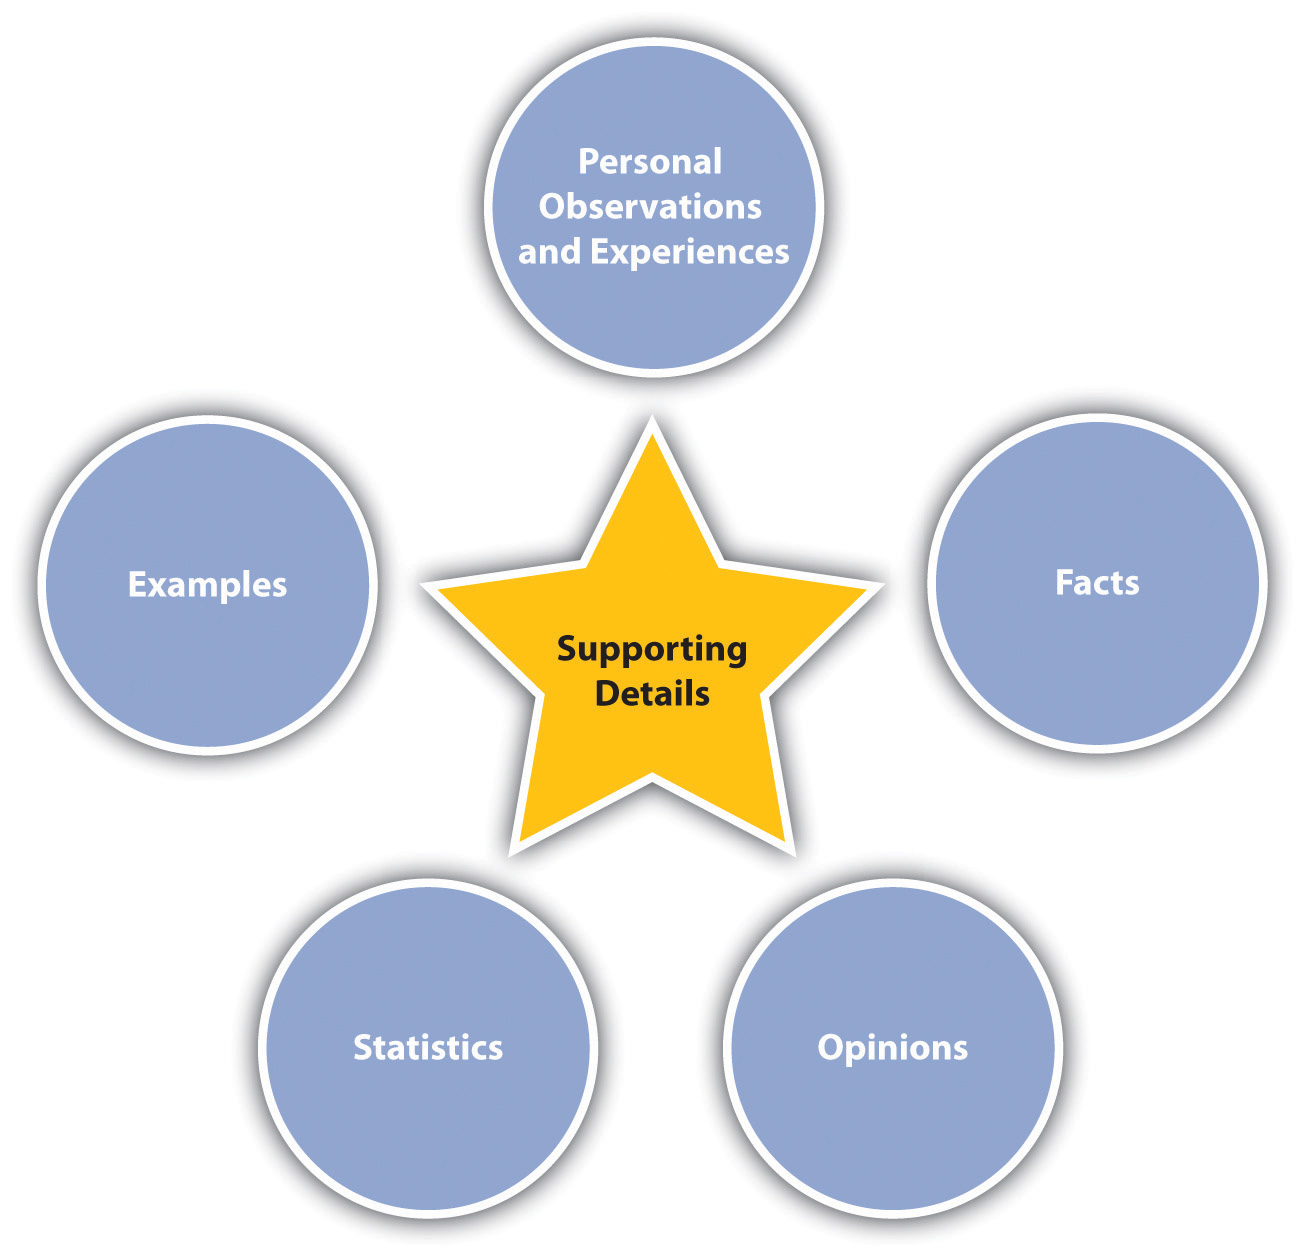 Personal
Observations
and Experiences
Examples
Facts
Supporting
Details
Statistics
Opinions